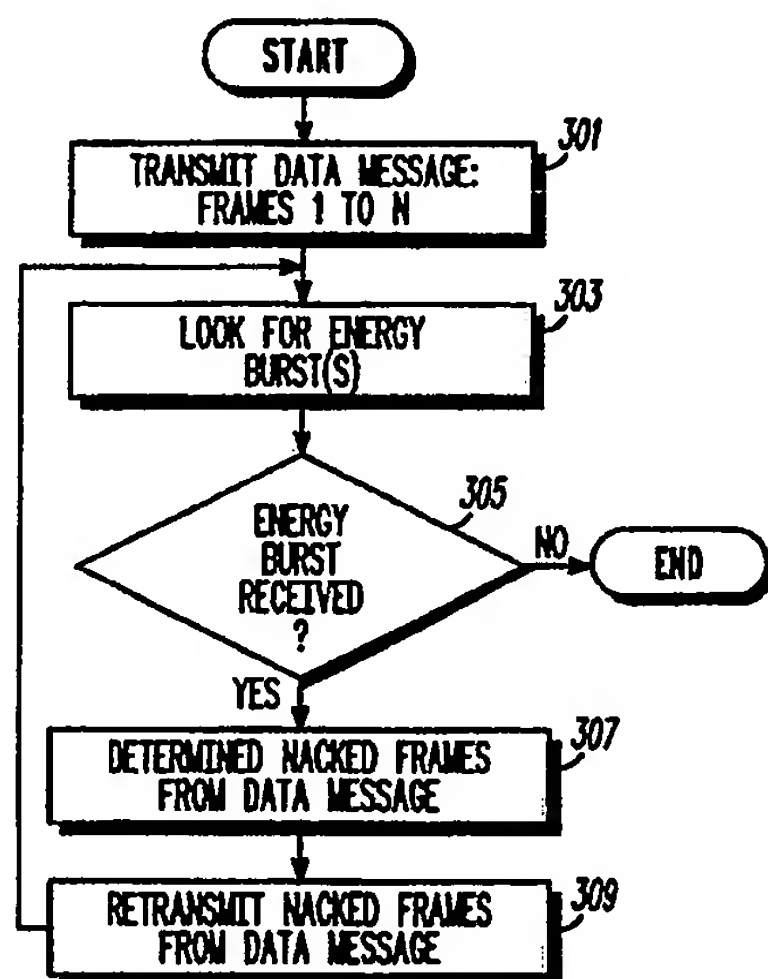 START
301
TRANSMIT DATA MESSAGE:
FRAMES 1 TO N
303
LOOK FOR ENERGY
BURST(S)
305
ENERGY
BURST
RECEIVED
?
NO
END
YES
307
DETERMINED NACKED FRAMES
FROM DATA MESSAGE
309
RETRANSMIT NACKED FRAMES
FROM DATA MESSAGE